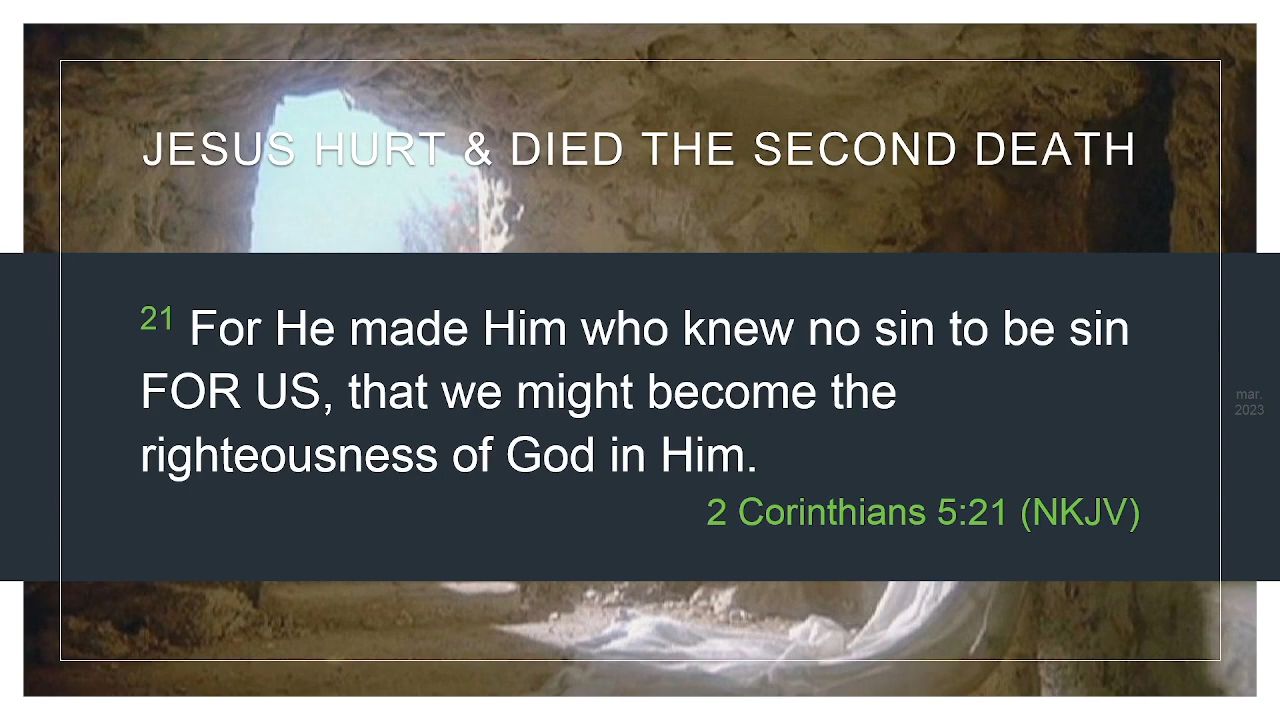 JESUS HURT & DIED THE SECOND DEATH
21 For He made Him who knew no sin to be sin
FOR US, that we might become the
righteousness of God in Him.
2 Corinthians 5:21 (NKJV)
mar.
2023